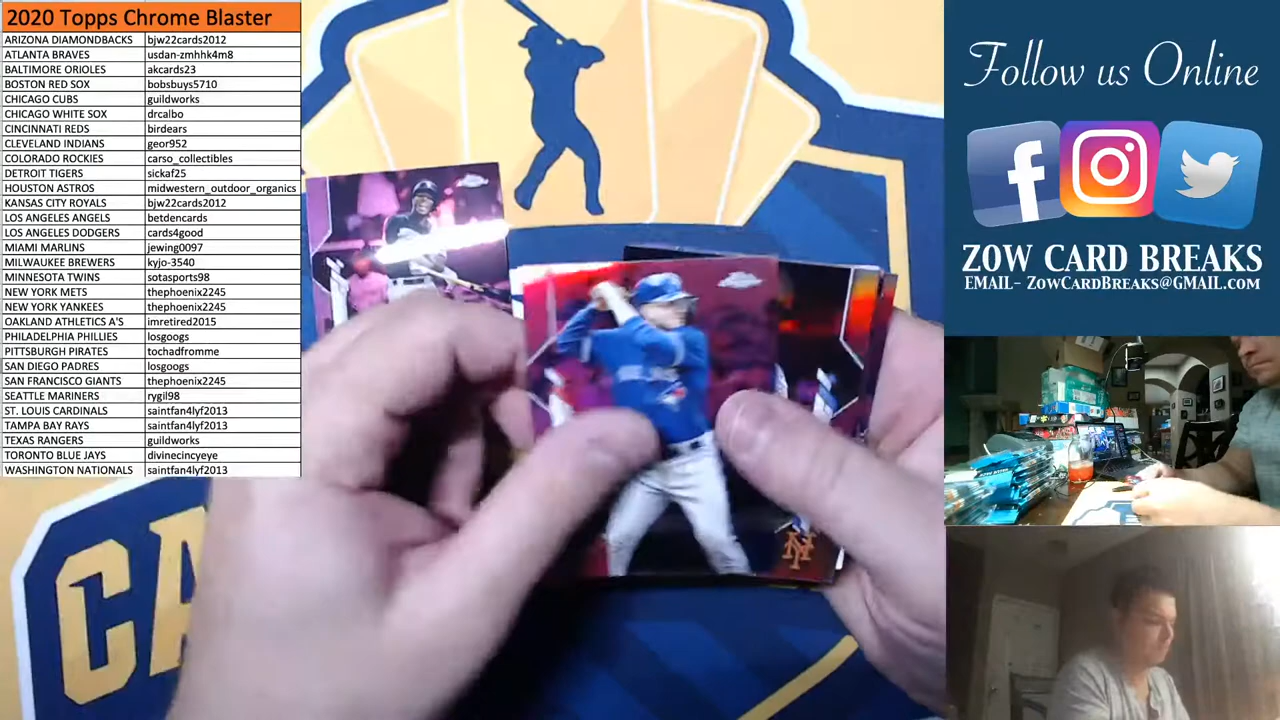 2020 Topps Chrome Blaster
ARIZONA DIAMONDBACKS bjw22cards2012
ATLANTA BRAVES usdan-zmhhk4m8
BALTIMORE ORIOLES akcards23
BOSTON RED SOX bobsbuys5710
CHICAGO CUBS guildworks
CHICAGO WHITE SOX drcalbo
CINCINNATI REDS birdears
CLEVELAND INDIANS geor952
COLORADO ROCKIES carso_collectibles
DETROIT TIGERS sickaf25
HOUSTON ASTROS midwestern_outdoor_organics
KANSAS CITY ROYALS bjw22cards2012
LOS ANGELES ANGELS betdencards
LOS ANGELES DODGERS cards4good
MIAMI MARLINS jewing0097
MILWAUKEE BREWERS kyjo-3540
MINNESOTA TWINS sotasports98
NEW YORK METS thephoenix2245
NEW YORK YANKEES thephoenix2245
OAKLAND ATHLETICS A'S imretired2015
PHILADELPHIA PHILLIES losgoogs
PITTSBURGH PIRATES tochadfromme
SAN DIEGO PADRES losgoogs
SAN FRANCISCO GIANTS thephoenix2245
SEATTLE MARINERS rygil98
ST. LOUIS CARDINALS saintfan4lyf2013
TAMPA BAY RAYS saintfan4lyf2013
TEXAS RANGERS guildworks
TORONTO BLUE JAYS divinecincyeye
WASHINGTON NATIONALS saintfan4lyf2013
Follow us Online
ZOW CARD BREAKS
EMAIL- ZOWCARDBREAKS@GMAIL.COM
CA
NY